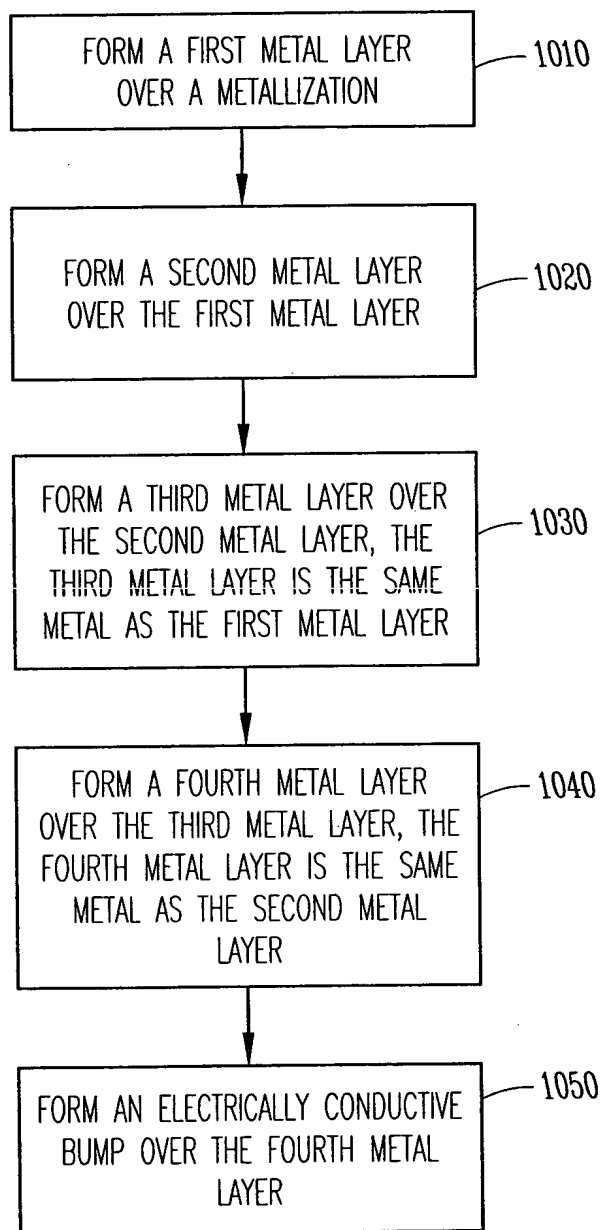 FORM A FIRST METAL LAYER
OVER A METALLIZATION
1010
FORM A SECOND METAL LAYER
OVER THE FIRST METAL LAYER
1020
FORM A THIRD METAL LAYER OVER
THE SECOND METAL LAYER, THE
THIRD METAL LAYER IS THE SAME
METAL AS THE FIRST METAL LAYER
1030
FORM A FOURTH METAL LAYER
OVER THE THIRD METAL LAYER, THE
FOURTH METAL LAYER IS THE SAME
METAL AS THE SECOND METAL
LAYER
1040
FORM AN ELECTRICALLY CONDUCTIVE
BUMP OVER THE FOURTH METAL
LAYER
1050